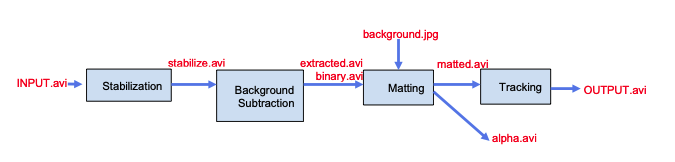 background.jpg
stabilize.avi
extracted.avi
binary.avi
matted.avi
INPUT.avi
Stabilization
Background
Subtraction
Matting
Tracking
OUTPUT.avi
alpha.avi